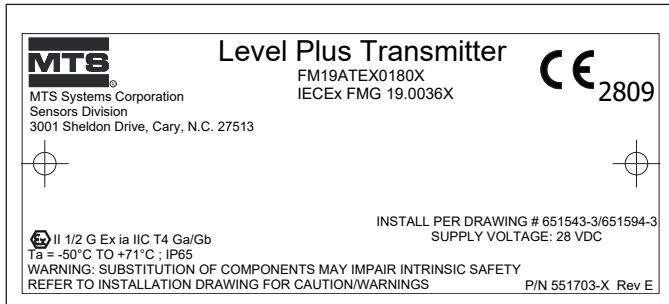 MTS
®
Level Plus Transmitter
FM19ATEX0180X
IECEx FMG 19.0036X
CE 2809
MTS Systems Corporation
Sensors Division
3001 Sheldon Drive, Cary, N.C. 27513
INSTALL PER DRAWING # 651543-3/651594-3
SUPPLY VOLTAGE: 28 VDC
Ex II 1/2 G Ex ia IIC T4 Ga/Gb
Ta = -50°C TO +71°C ; IP65
WARNING: SUBSTITUTION OF COMPONENTS MAY IMPAIR INTRINSIC SAFETY
REFER TO INSTALLATION DRAWING FOR CAUTION/WARNINGS
P/N 551703-X Rev E